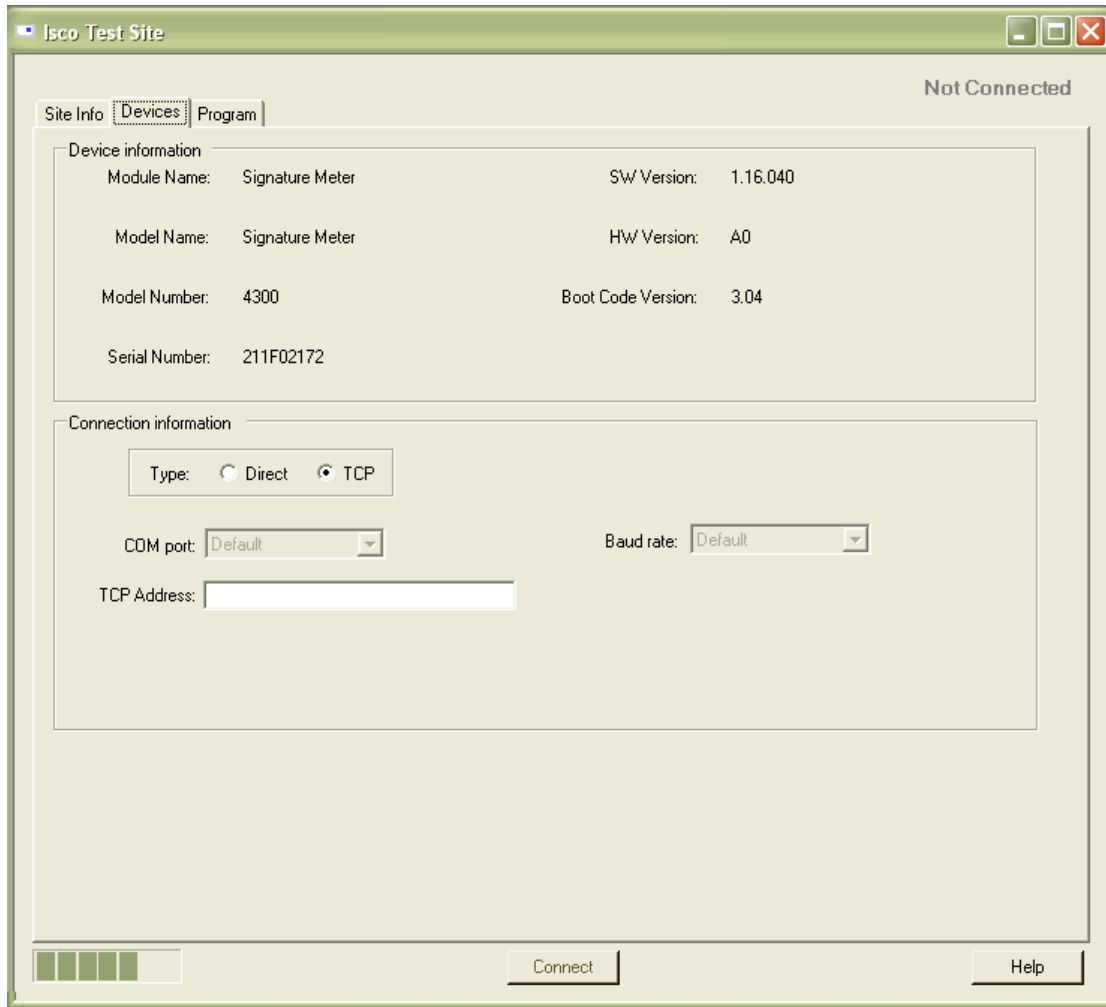 Isco Test Site
Not Connected
Site Info Devices Program
Device information
Module Name: Signature Meter SW Version: 1.16.040
Model Name: Signature Meter HW Version: A0
Model Number: 4300 Boot Code Version: 3.04
Serial Number: 211F02172
Connection information
Type: Direct TCP
COM port: Default Baud rate: Default
TCP Address:
Connect Help